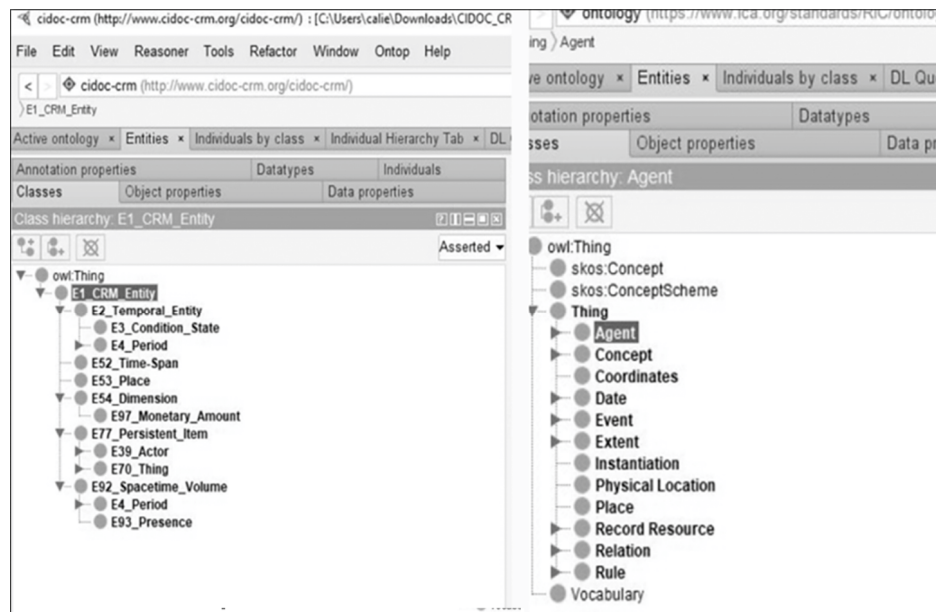 cidoc-crm (http://www.cidoc-crm.org/cidoc-crm/) : [C:\Users\calie\Downloads\CIDOC_CR
File Edit View Reasoner Tools Refactor Window Ontop Help
< > cidoc-crm (http://www.cidoc-crm.org/cidoc-crm/)
E1_CRM_Entity
Active ontology × Entities × Individuals by class × Individual Hierarchy Tab × DL
Annotation properties Datatypes Individuals
Classes Object properties Data properties
Class hierarchy: E1_CRM_Entity
Asserted
owl:Thing
E1_CRM_Entity
E2_Temporal_Entity
E3_Condition_State
E4_Period
E52_Time-Span
E53_Place
E54_Dimension
E97_Monetary_Amount
E77_Persistent_Item
E39_Actor
E70_Thing
E92_Spacetime_Volume
E4_Period
E93_Presence
ontology (https://www.ica.org/standards/RiC/ontolo
ing Agent
ve ontology × Entities × Individuals by class × DL Qu
otation properties Datatypes
sses Object properties Data pr
ss hierarchy: Agent
owl:Thing
skos:Concept
skos:ConceptScheme
Thing
Agent
Concept
Coordinates
Date
Event
Extent
Instantiation
Physical Location
Place
Record Resource
Relation
Rule
Vocabulary